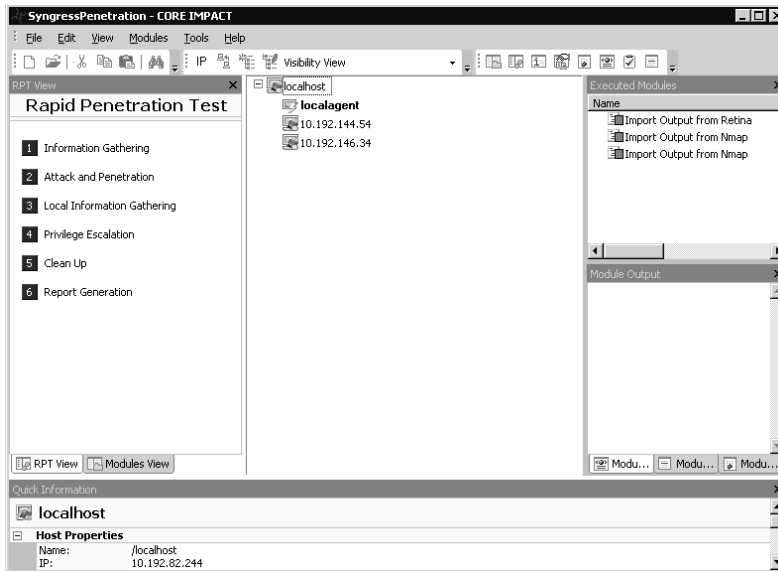 SyngressPenetration - CORE IMPACT
File Edit View Modules Tools Help
IP Visibility View
RPT View
Rapid Penetration Test
1 Information Gathering
2 Attack and Penetration
3 Local Information Gathering
4 Privilege Escalation
5 Clean Up
6 Report Generation
RPT View Modules View
localhost
localagent
10.192.144.54
10.192.146.34
Executed Modules
Name
Import Output from Retina
Import Output from Nmap
Import Output from Nmap
Module Output
Modu... Modu... Modu...
Quick Information
localhost
Host Properties
Name: /localhost
IP: 10.192.82.244